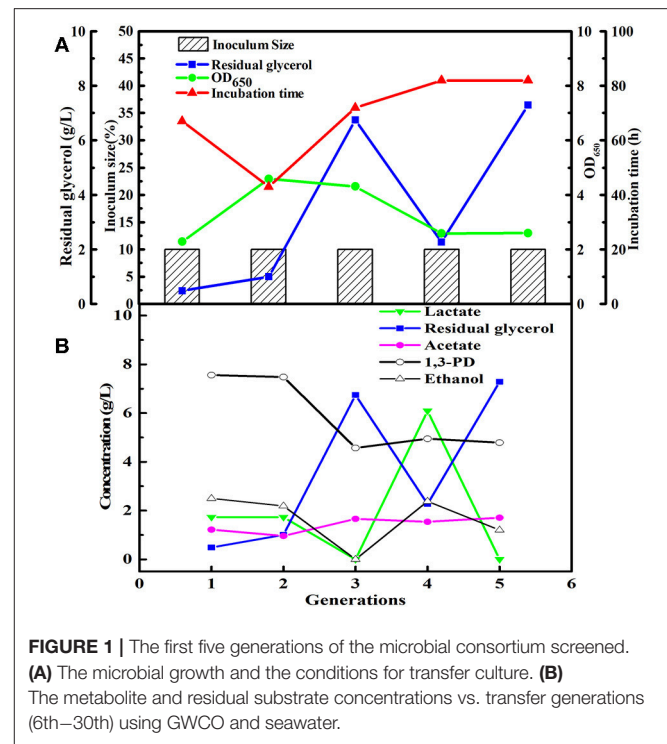 A
Residual glycerol (g/L)
10
8
6
4
2
0
Inoculum size(%)
50
45
40
35
30
25
20
15
10
5
0
Inoculum Size
Residual glycerol
OD650
Incubation time
10
8
6
4
2
0
OD650
100
80
60
40
20
0
Incubation time (h)
B
Concentration(g/L)
10
8
6
4
2
0
Lactate
Residual glycerol
Acetate
1,3-PD
Ethanol
0 1 2 3 4 5 6
Generations
FIGURE 1 | The first five generations of the microbial consortium screened.
(A) The microbial growth and the conditions for transfer culture. (B)
The metabolite and residual substrate concentrations vs. transfer generations
(6th−30th) using GWCO and seawater.